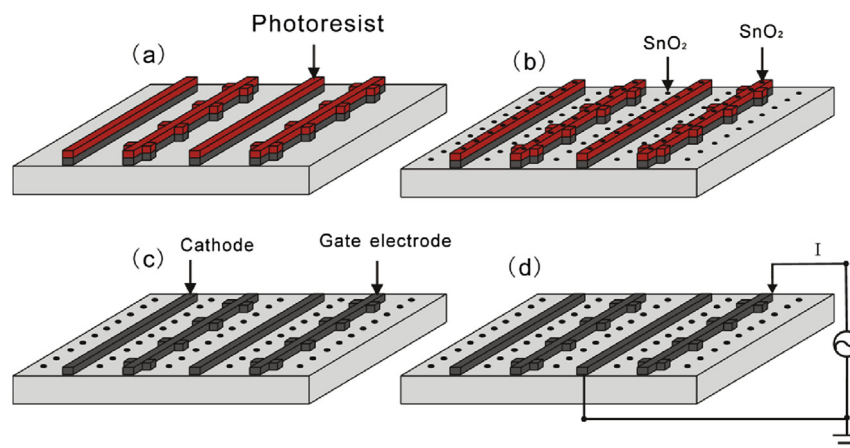 (a)
Photoresist
(b)
SnO₂
SnO₂
(c)
Cathode
Gate electrode
(d)
I